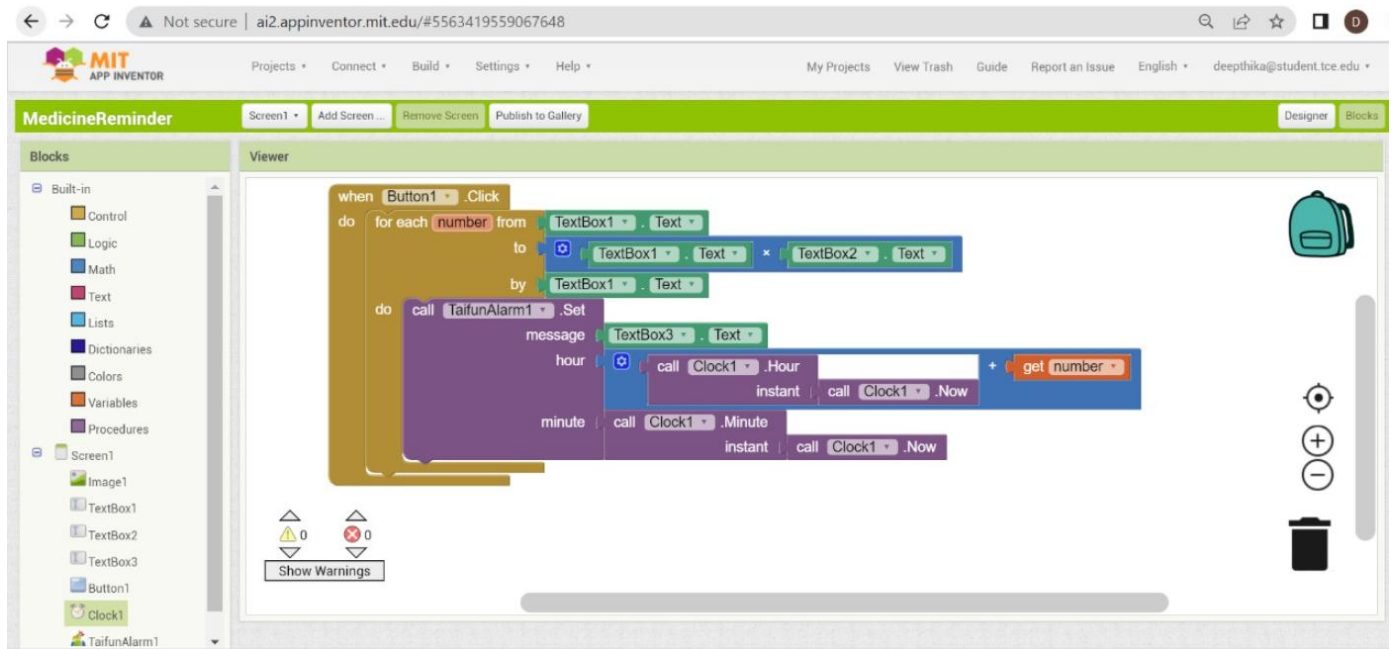 Not secure | ai2.appinventor.mit.edu/#5563419559067648 D
MIT
APP INVENTOR
Projects Connect Build Settings Help My Projects View Trash Guide Report an Issue English deepthika@student.tce.edu
MedicineReminder Screen1 Add Screen ... Remove Screen Publish to Gallery Designer Blocks
Blocks Viewer
Built-in
Control
Logic
Math
Text
Lists
Dictionaries
Colors
Variables
Procedures
Screen1
Image1
TextBox1
TextBox2
TextBox3
Button1
Clock1
TaifunAlarm1
when Button1 .Click
do for each number from TextBox1 . Text
to TextBox1 . Text × TextBox2 . Text
by TextBox1 . Text
do call TaifunAlarm1 .Set
message TextBox3 . Text
hour call Clock1 .Hour + get number
instant call Clock1 .Now
minute call Clock1 .Minute
instant call Clock1 .Now
0 0
Show Warnings